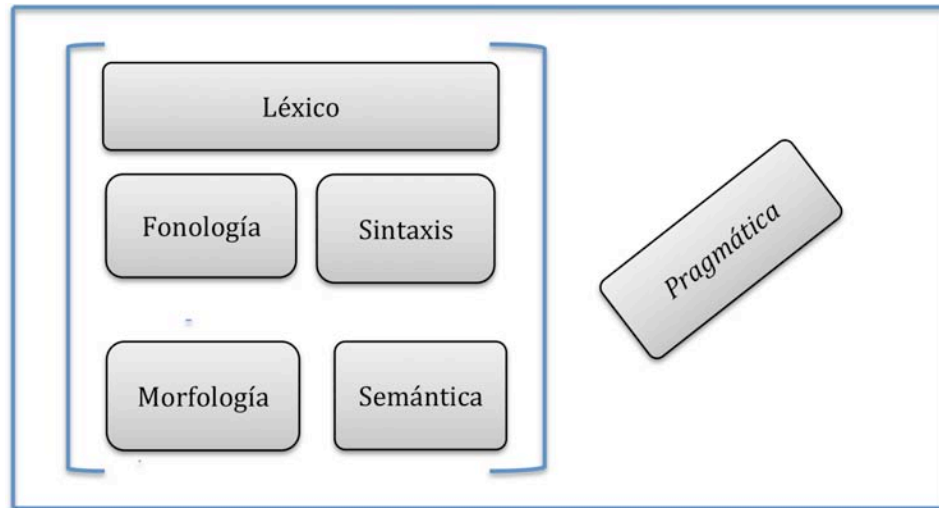 Léxico
Fonología
Sintaxis
Pragmática
Morfología
Semántica